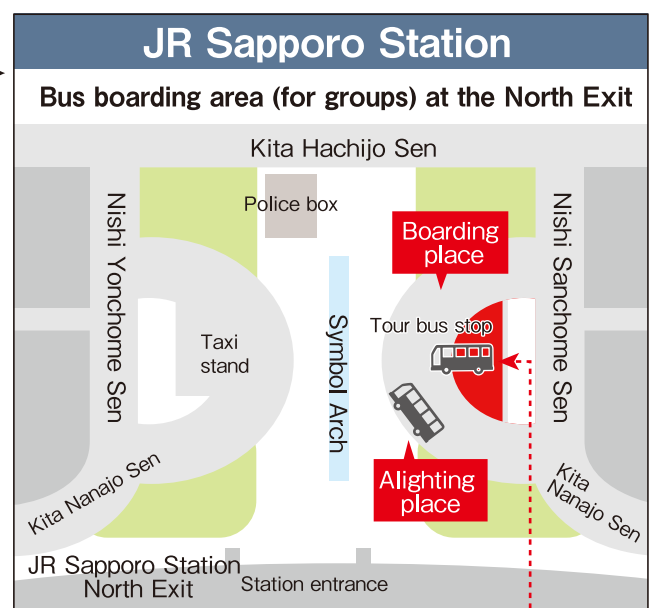 JR Sapporo Station
Bus boarding area (for groups) at the North Exit
Kita Hachijo Sen
Police box
Nishi Yonchome Sen
Nishi Sanchome Sen
Boarding
place
Tour bus stop
Taxi
stand
Symbol Arch
Alighting
place
Kita Nanajo Sen
Kita
Nanajo Sen
JR Sapporo Station
North Exit
Station entrance